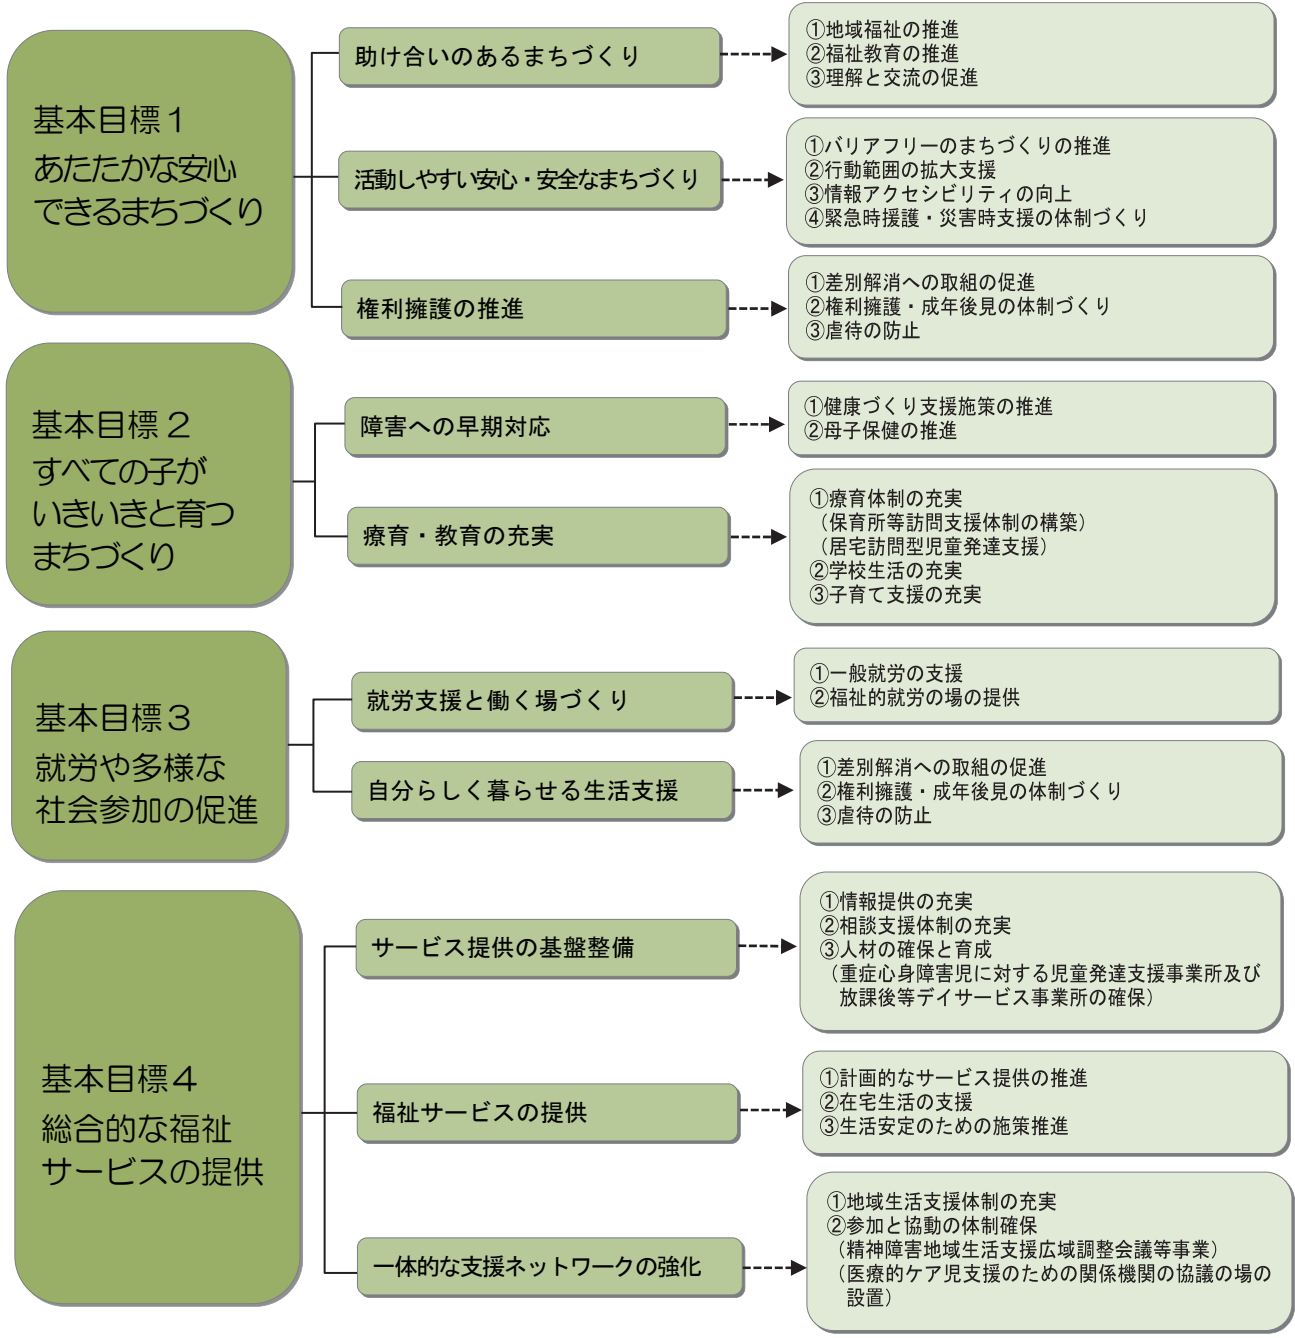 基本目標１
あたたかな安心
できるまちづくり
助け合いのあるまちづくり
①地域福祉の推進
②福祉教育の推進
③理解と交流の促進
活動しやすい安心・安全なまちづくり
①バリアフリーのまちづくりの推進
②行動範囲の拡大支援
③情報アクセシビリティの向上
④緊急時援護・災害時支援の体制づくり
権利擁護の推進
①差別解消への取組の促進
②権利擁護・成年後見の体制づくり
③虐待の防止
基本目標２
すべての子が
いきいきと育つ
まちづくり
障害への早期対応
①健康づくり支援施策の推進
②母子保健の推進
療育・教育の充実
①療育体制の充実
（保育所等訪問支援体制の構築）
（居宅訪問型児童発達支援）
②学校生活の充実
③子育て支援の充実
基本目標３
就労や多様な
社会参加の促進
就労支援と働く場づくり
①一般就労の支援
②福祉的就労の場の提供
自分らしく暮らせる生活支援
①差別解消への取組の促進
②権利擁護・成年後見の体制づくり
③虐待の防止
基本目標４
総合的な福祉
サービスの提供
サービス提供の基盤整備
①情報提供の充実
②相談支援体制の充実
③人材の確保と育成
（重症心身障害児に対する児童発達支援事業所及び
放課後等デイサービス事業所の確保）
福祉サービスの提供
①計画的なサービス提供の推進
②在宅生活の支援
③生活安定のための施策推進
一体的な支援ネットワークの強化
①地域生活支援体制の充実
②参加と協働の体制確保
（精神障害地域生活支援広域調整会議等事業）
（医療的ケア児支援のための関係機関の協議の場の
設置）